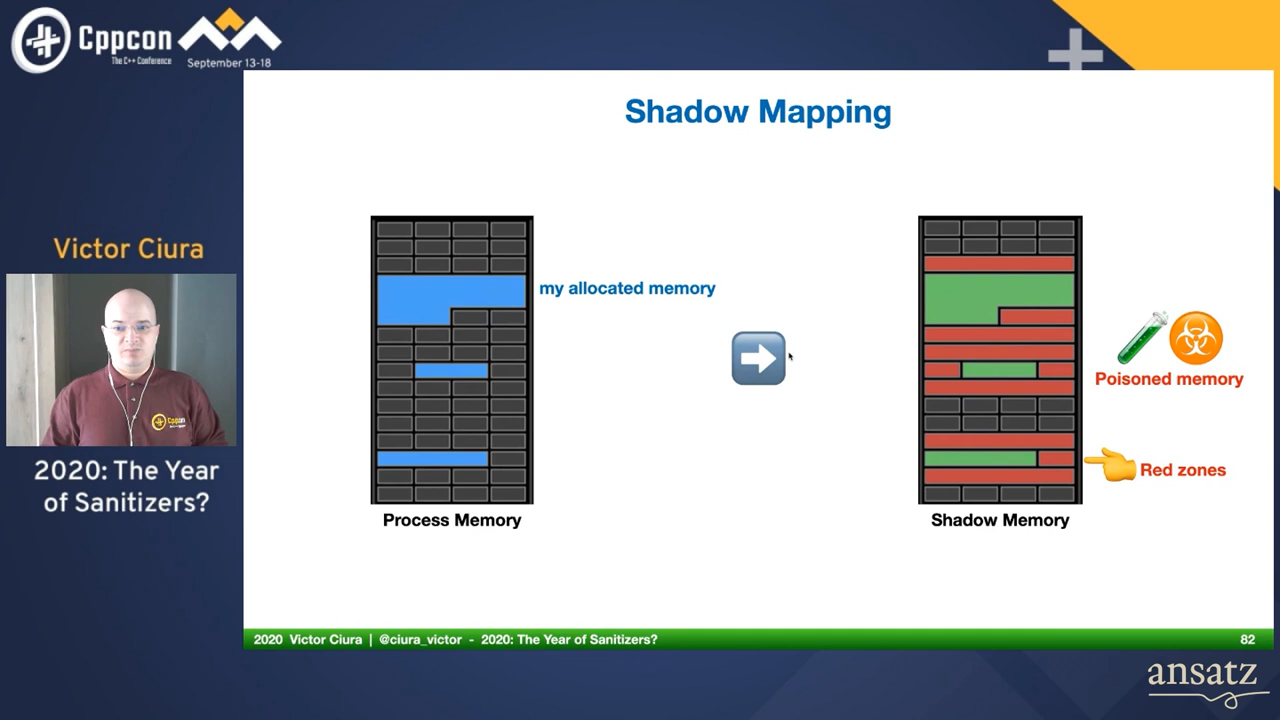 Cppcon
The C++ Conference
September 13-18
Shadow Mapping
Victor Ciura
my allocated memory
Cppcon
Poisoned memory
2020: The Year
of Sanitizers?
Red zones
Process Memory
Shadow Memory
2020 Victor Ciura | @ciura_victor - 2020: The Year of Sanitizers?
82
ansatz